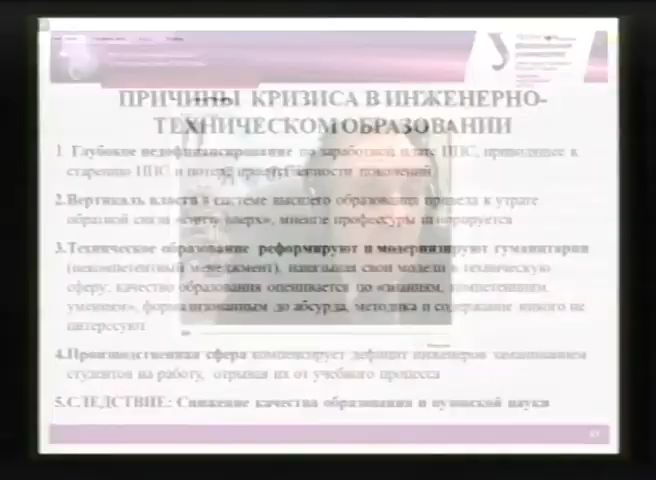 ПРИЧИНЫ КРИЗИСА В ИНЖЕНЕРНО-
ТЕХНИЧЕСКОМ ОБРАЗОВАНИИ
1 Глубокое недофинансирование по заработной плате ППС, приводящее к
старению ППС и потере преемственности поколений
2.Вертикаль власти в системе высшего образования привела к утрате
обратной связи «снизу вверх», мнение профессуры игнорируется
3.Техническое образование реформируют и модернизируют гуманитарии
(некомпетентный менеджмент), навязывая свои модели в техническую
сферу: качество образования оценивается по «знаниям, компетенциям,
умениям», формализованным до абсурда, методика и содержание никого не
интересуют
4.Производственная сфера компенсирует дефицит инженеров заманиванием
студентов на работу, отрывая их от учебного процесса
5.СЛЕДСТВИЕ: Снижение качества образования и вузовской науки